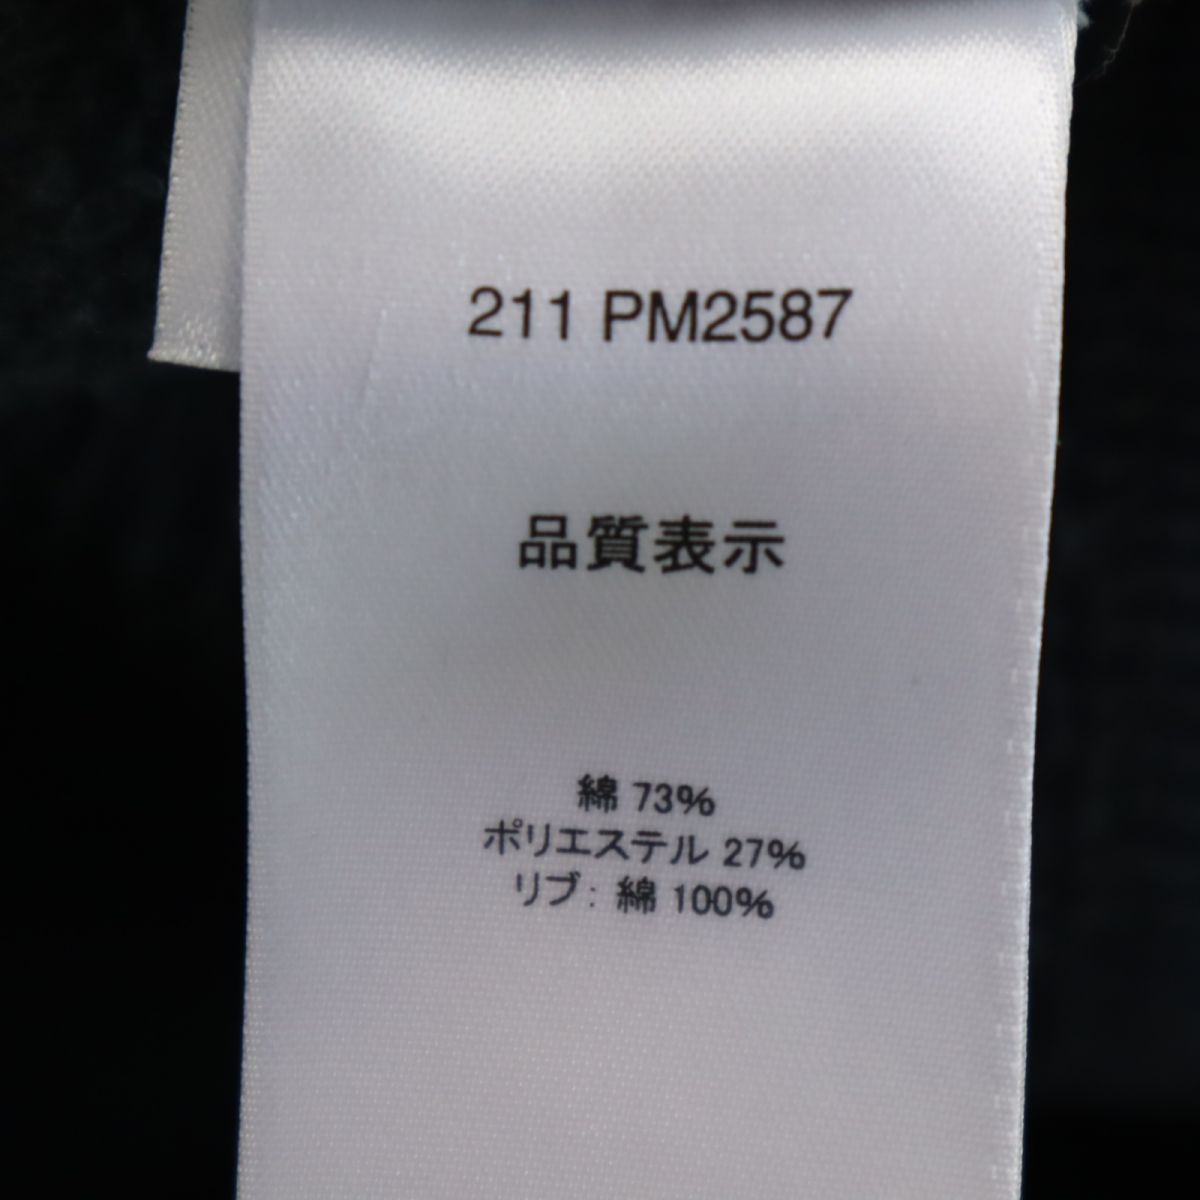 211 PM2587
品質表示
綿 73%
ポリエステル 27%
リブ: 綿 100%